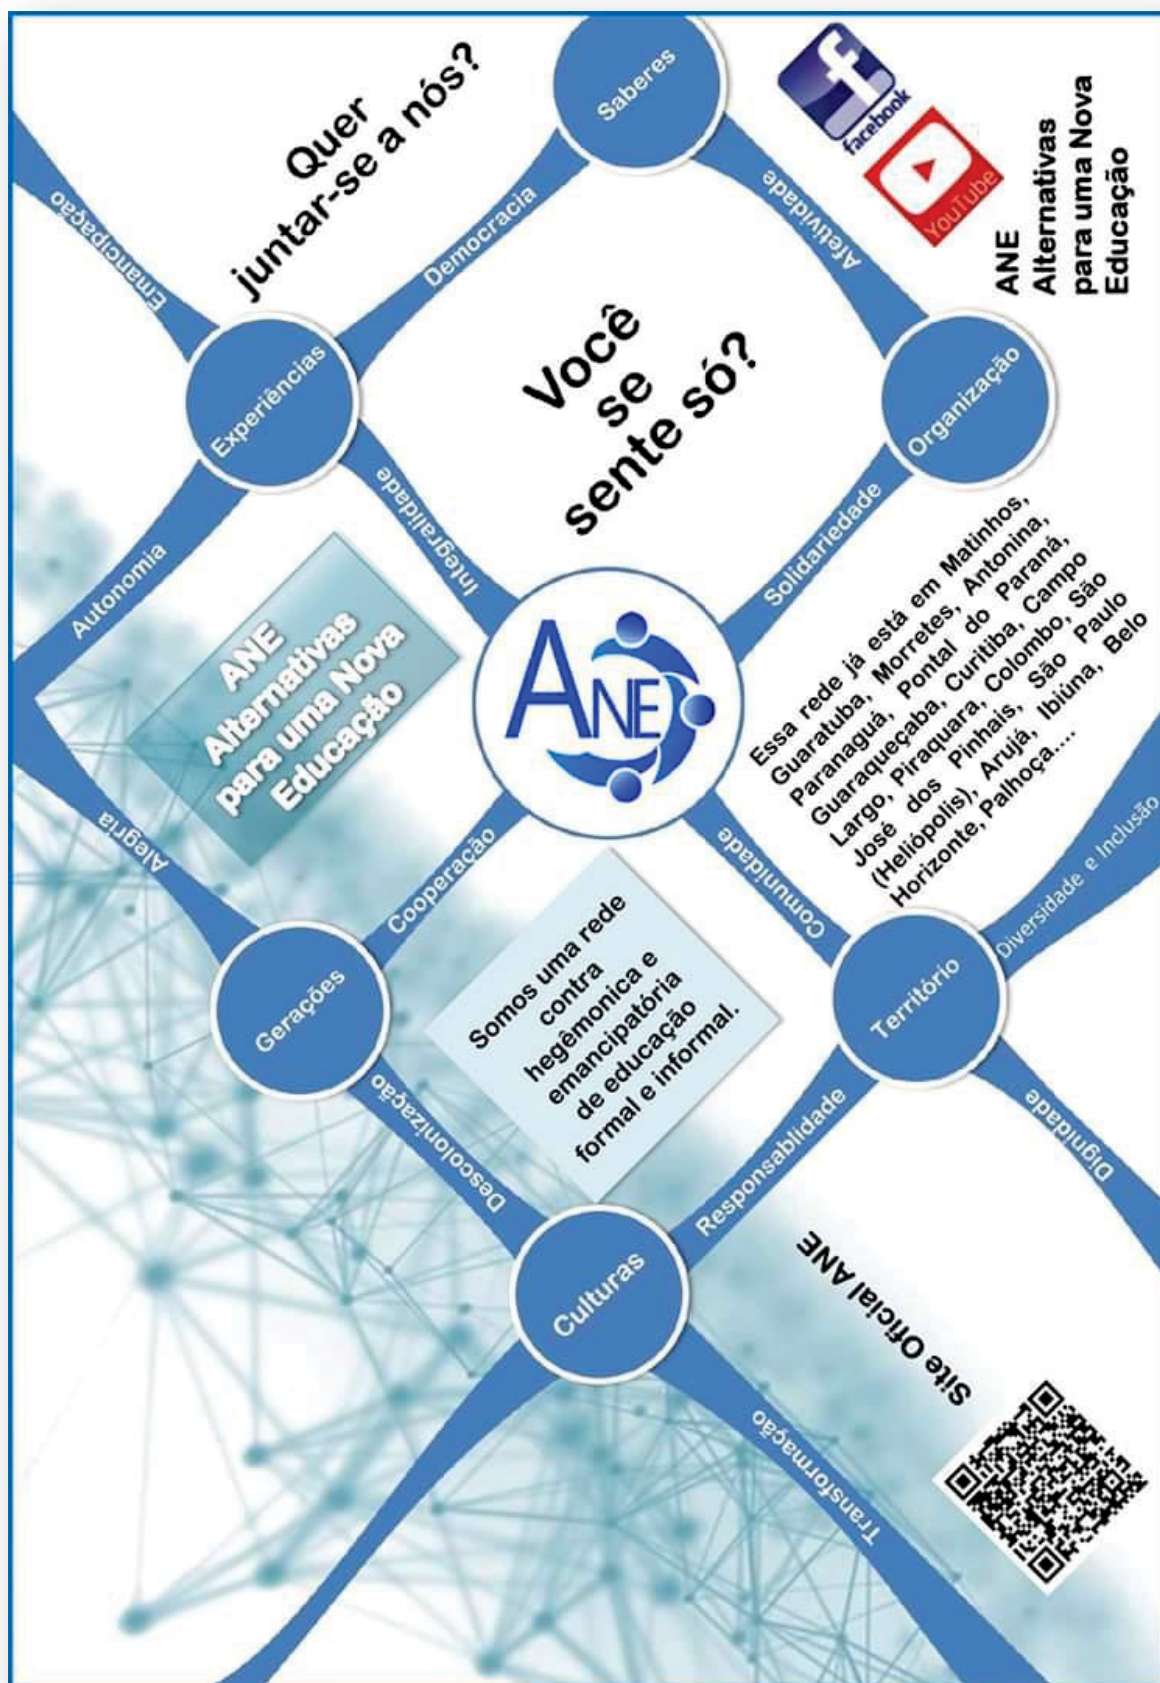 Quer
juntar-se a nós?
Saberes
facebook
YouTube
ANE
Alternativas
para uma Nova
Educação
Emancipação
Democracia
Afetividade
Experiências
Você
se
sente só?
Organização
Autonomia
Integralidade
Solidariedade
ANE
Alternativas
para uma Nova
Educação
ANE
Essa rede já está em Matinhos,
Guaratuba, Morretes, Antonina,
Paranaguá, Pontal do Paraná,
Guaraqueçaba, Curitiba, Campo
Largo, Piraquara, Colombo, São
José dos Pinhais, São Paulo
(Heliópolis), Arujá, Ibiúna, Belo
Horizonte, Palhoça....
Alegria
Cooperação
Comunidade
Diversidade e Inclusão
Gerações
Somos uma rede
contra
hegêmonica e
emancipatória
de educação
formal e informal.
Território
Descolonização
Responsablidade
Dignidade
Culturas
Site Oficial ANE
Transformação